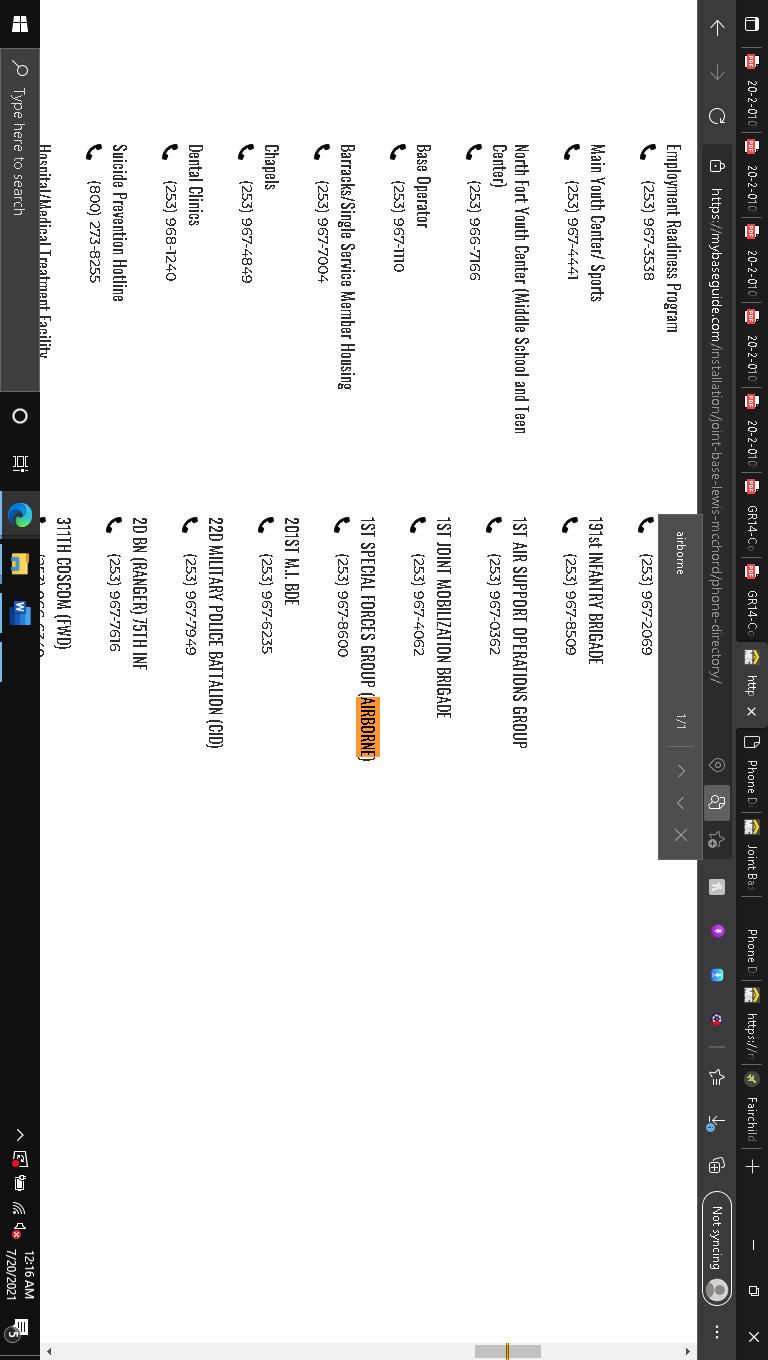 20-2-010
20-2-010
20-2-010
20-2-010
20-2-010
GR14-Co
GR14-Co
http
Phone D
Joint Bas
Phone D
https://n
Fairchild
https://mybaseguide.com/installation/joint-base-lewis-mcchord/phone-directory/
Not syncing
airborne
1/1
Employment Readiness Program
(253) 967-3538
Main Youth Center/ Sports
(253) 967-4441
North Fort Youth Center (Middle School and Teen
Center)
(253) 966-7166
Base Operator
(253) 967-1110
Barracks/Single Service Member Housing
(253) 967-7004
Chapels
(253) 967-4849
Dental Clinics
(253) 968-1240
Suicide Prevention Hotline
(800) 273-8255
Hospital/Medical Treatment Facility
(253) 967-2069
191st INFANTRY BRIGADE
(253) 967-8509
1ST AIR SUPPORT OPERATIONS GROUP
(253) 967-0362
1ST JOINT MOBILIZATION BRIGADE
(253) 967-4062
1ST SPECIAL FORCES GROUP (AIRBORNE)
(253) 967-8600
201ST M.I. BDE
(253) 967-6235
22D MILITARY POLICE BATTALION (CID)
(253) 967-7949
2D BN (RANGER) 75TH INF
(253) 967-7616
311TH COSCOM (FWD)
Type here to search
12:16 AM
7/20/2021
5